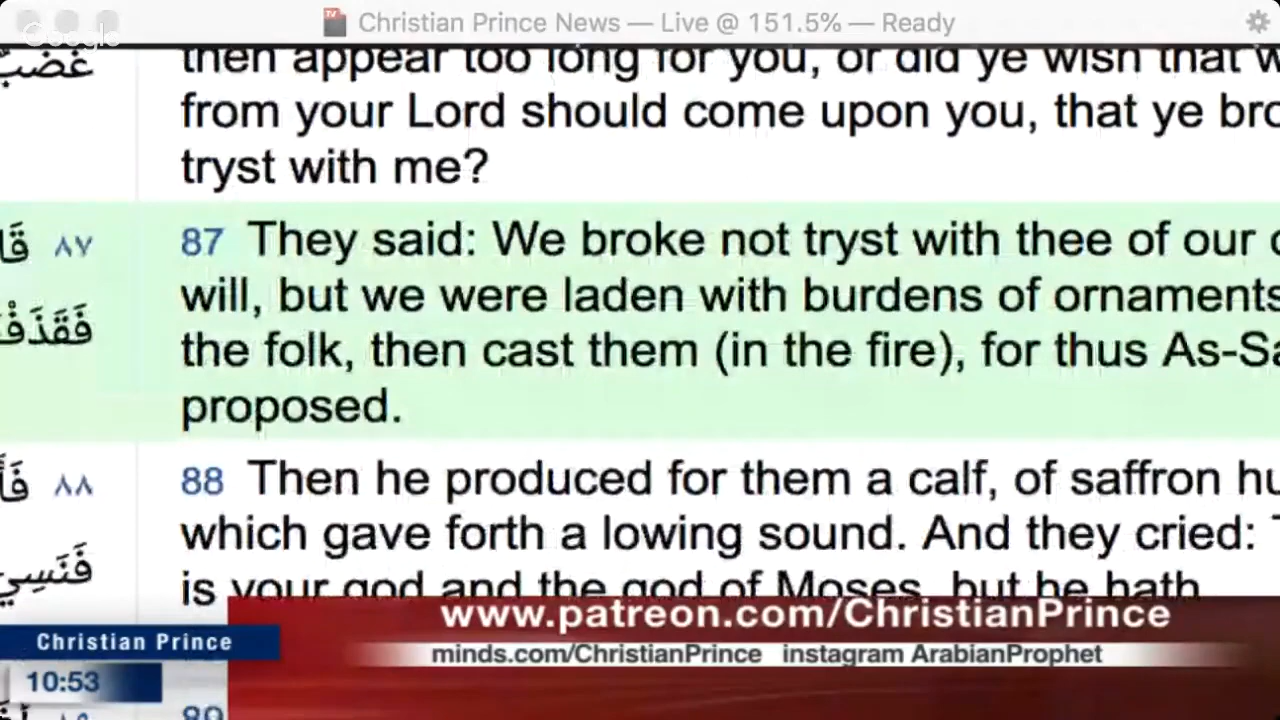 Christian Prince News — Live @ 151.5% — Ready
Google
then appear too long for you, or did ye wish that
from your Lord should come upon you, that ye
tryst with me?
٨٧
87 They said: We broke not tryst with thee of our
will, but we were laden with burdens of ornaments
the folk, then cast them (in the fire), for thus
proposed.
٨٨
88 Then he produced for them a calf, of saffron
which gave forth a lowing sound. And they cried:
is your god and the god of Moses, but he hath
www.patreon.com/ChristianPrince
minds.com/ChristianPrince instagram ArabianProphet
Christian Prince
10:53